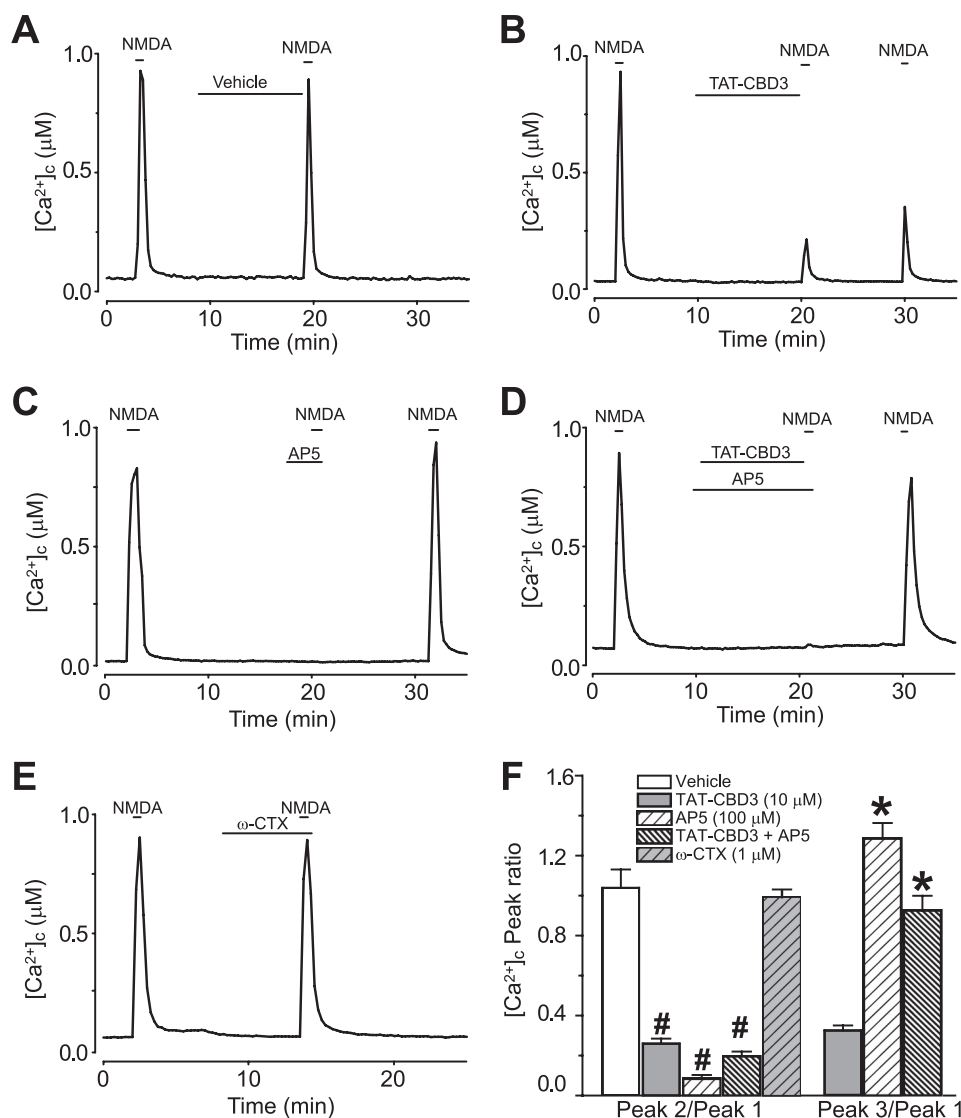 A
NMDA
NMDA
Vehicle
1.0
0.5
0.0
[Ca²⁺]c (μM)
0
10
20
30
Time (min)
B
NMDA
NMDA
NMDA
TAT-CBD3
1.0
0.5
0.0
[Ca²⁺]c (μM)
0
10
20
30
Time (min)
C
NMDA
NMDA
NMDA
AP5
1.0
0.5
0.0
[Ca²⁺]c (μM)
0
10
20
30
Time (min)
D
NMDA
NMDA
NMDA
TAT-CBD3
AP5
1.0
0.5
0.0
[Ca²⁺]c (μM)
0
10
20
30
Time (min)
E
NMDA
NMDA
ω-CTX
1.0
0.5
0.0
[Ca²⁺]c (μM)
0
10
20
Time (min)
F
Vehicle
TAT-CBD3 (10 μM)
AP5 (100 μM)
TAT-CBD3 + AP5
ω-CTX (1 μM)
1.6
1.2
0.8
0.4
0.0
[Ca²⁺]c Peak ratio
#
#
#
*
*
Peak 2/Peak 1
Peak 3/Peak 1